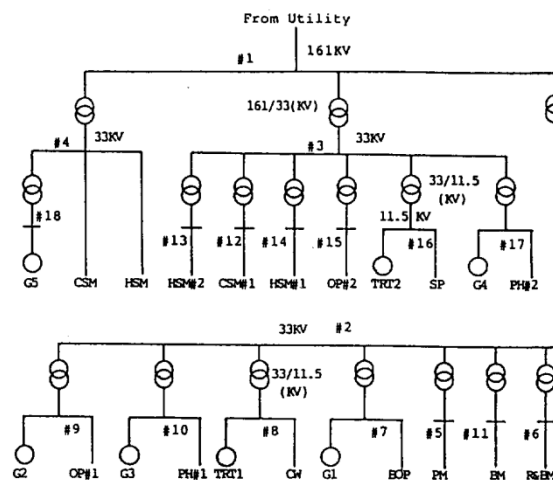 From Utility
161KV
#1
161/33(KV)
33KV
33KV
#4
#3
33/11.5
(KV)
11.5 KV
#18
#13
#12
#14
#15
#16
#17
G5
CSM
HSM
HSM#2
CSM#1
HSM#1
OP#2
TRT2
SP
G4
PH#2
33KV
#2
33/11.5
(KV)
#9
#10
#8
#7
#5
#11
#6
G2
OP#1
G3
PH#1
TRT1
CW
G1
BOP
PM
BM
R&BM